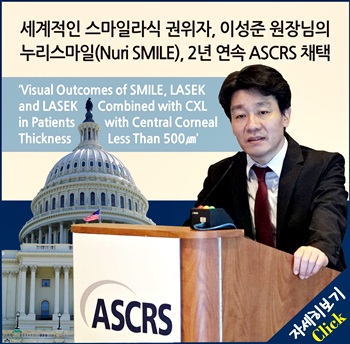 세계적인 스마일라식 권위자, 이성준 원장님의
누리스마일(Nuri SMILE), 2년 연속 ASCRS 채택
'Visual Outcomes of SMILE, LASEK
and LASEK Combined with CXL
in Patients with Central Corneal
Thickness Less Than 500㎛'
ASCRS
자세히보기
Click